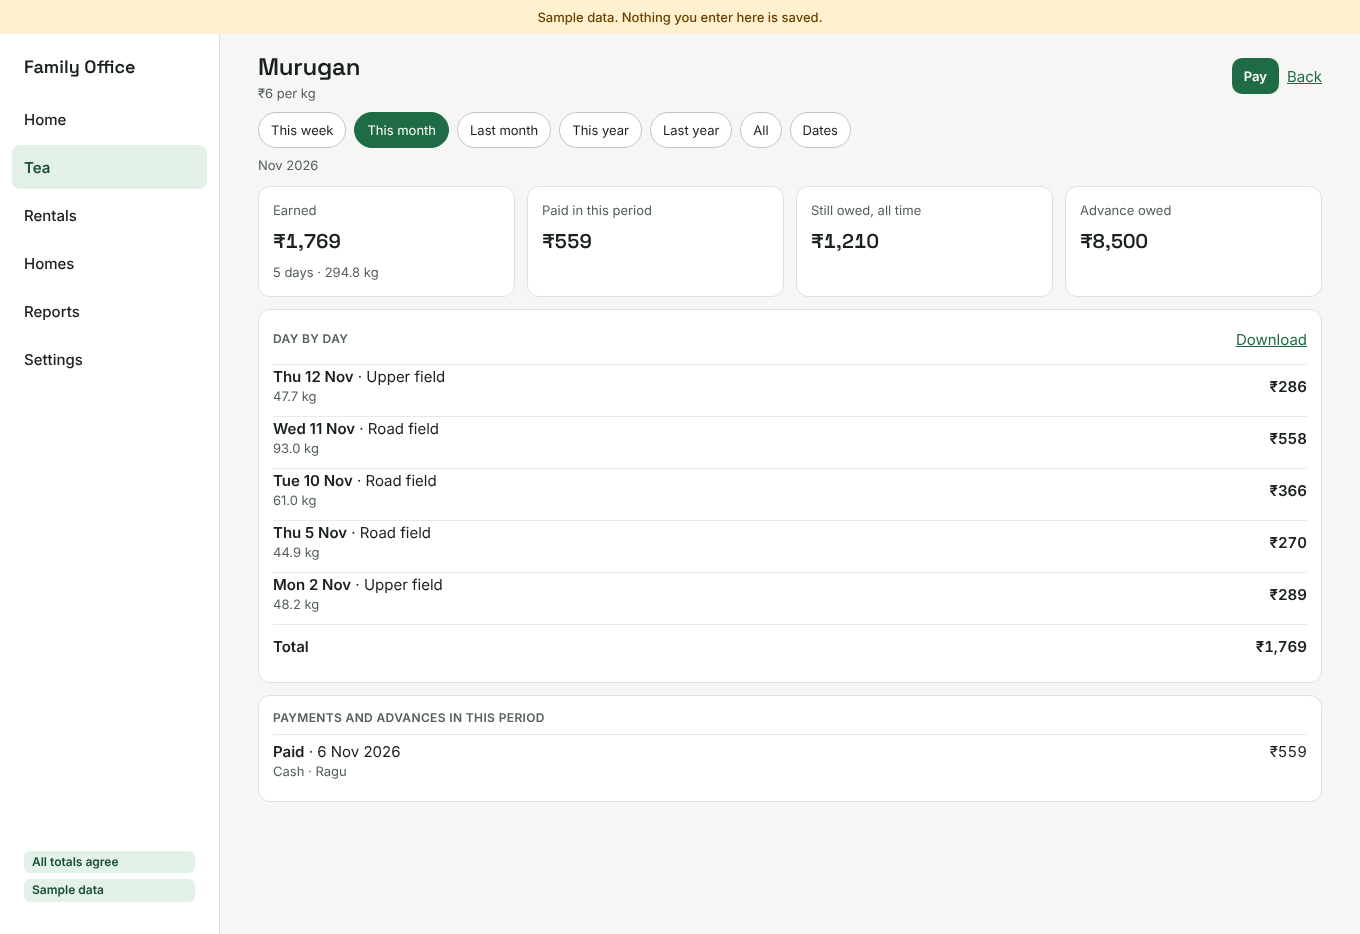 Sample data. Nothing you enter here is saved.
Family Office
Home
Tea
Rentals
Homes
Reports
Settings
All totals agree
Sample data
Murugan
₹6 per kg
Pay
Back
This week
This month
Last month
This year
Last year
All
Dates
Nov 2026
Earned
₹1,769
5 days · 294.8 kg
Paid in this period
₹559
Still owed, all time
₹1,210
Advance owed
₹8,500
DAY BY DAY
Download
Thu 12 Nov · Upper field
47.7 kg
₹286
Wed 11 Nov · Road field
93.0 kg
₹558
Tue 10 Nov · Road field
61.0 kg
₹366
Thu 5 Nov · Road field
44.9 kg
₹270
Mon 2 Nov · Upper field
48.2 kg
₹289
Total
₹1,769
PAYMENTS AND ADVANCES IN THIS PERIOD
Paid · 6 Nov 2026
Cash · Ragu
₹559